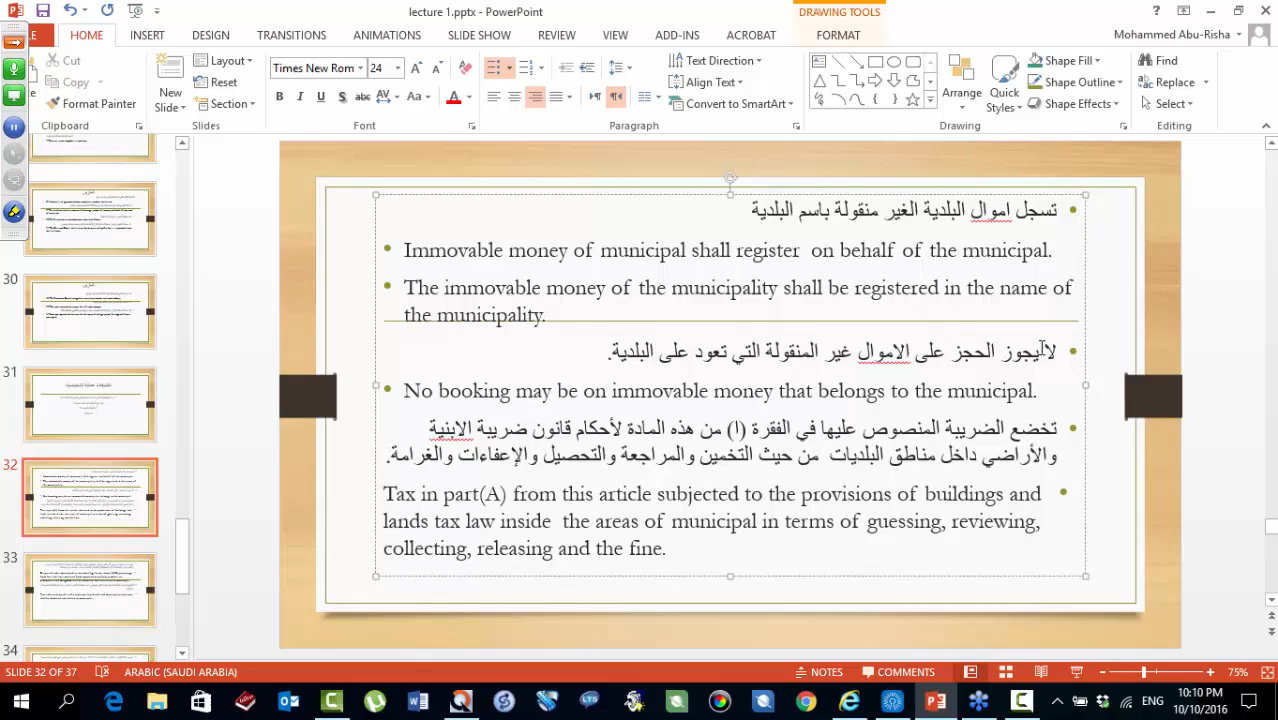 lecture 1.pptx - PowerPoint
DRAWING TOOLS
HOME INSERT DESIGN TRANSITIONS ANIMATIONS SLIDE SHOW REVIEW VIEW ADD-INS ACROBAT FORMAT
Mohammed Abu-Risha
Cut
Copy
Format Painter
Clipboard
New Slide
Layout
Reset
Section
Slides
Times New Rom 24
Font
Text Direction
Align Text
Convert to SmartArt
Paragraph
Arrange
Quick Styles
Shape Fill
Shape Outline
Shape Effects
Drawing
Find
Replace
Select
Editing
تسجل اموال البلدية الغير منقولة باسم البلدية
Immovable money of municipal shall register on behalf of the municipal.
The immovable money of the municipality shall be registered in the name of
the municipality.
لايجوز الحجز على الاموال غير المنقولة التي تعود على البلدية.
No booking may be on immovable money that belongs to the municipal.
تخضع الضريبة المنصوص عليها في الفقرة (ا) من هذه المادة لأحكام قانون ضريبة الابنية
والأراضي داخل مناطق البلديات من حيث التخمين والمراجعة والتحصيل والإعفاءات والغرامة.
Tax in part(A) from this article subjected to the provisions of buildings and
lands tax law inside the areas of municipal in terms of guessing, reviewing,
collecting, releasing and the fine.
30
31
32
33
34
SLIDE 32 OF 37 ARABIC (SAUDI ARABIA) NOTES COMMENTS 75%
ENG
10:10 PM
10/10/2016